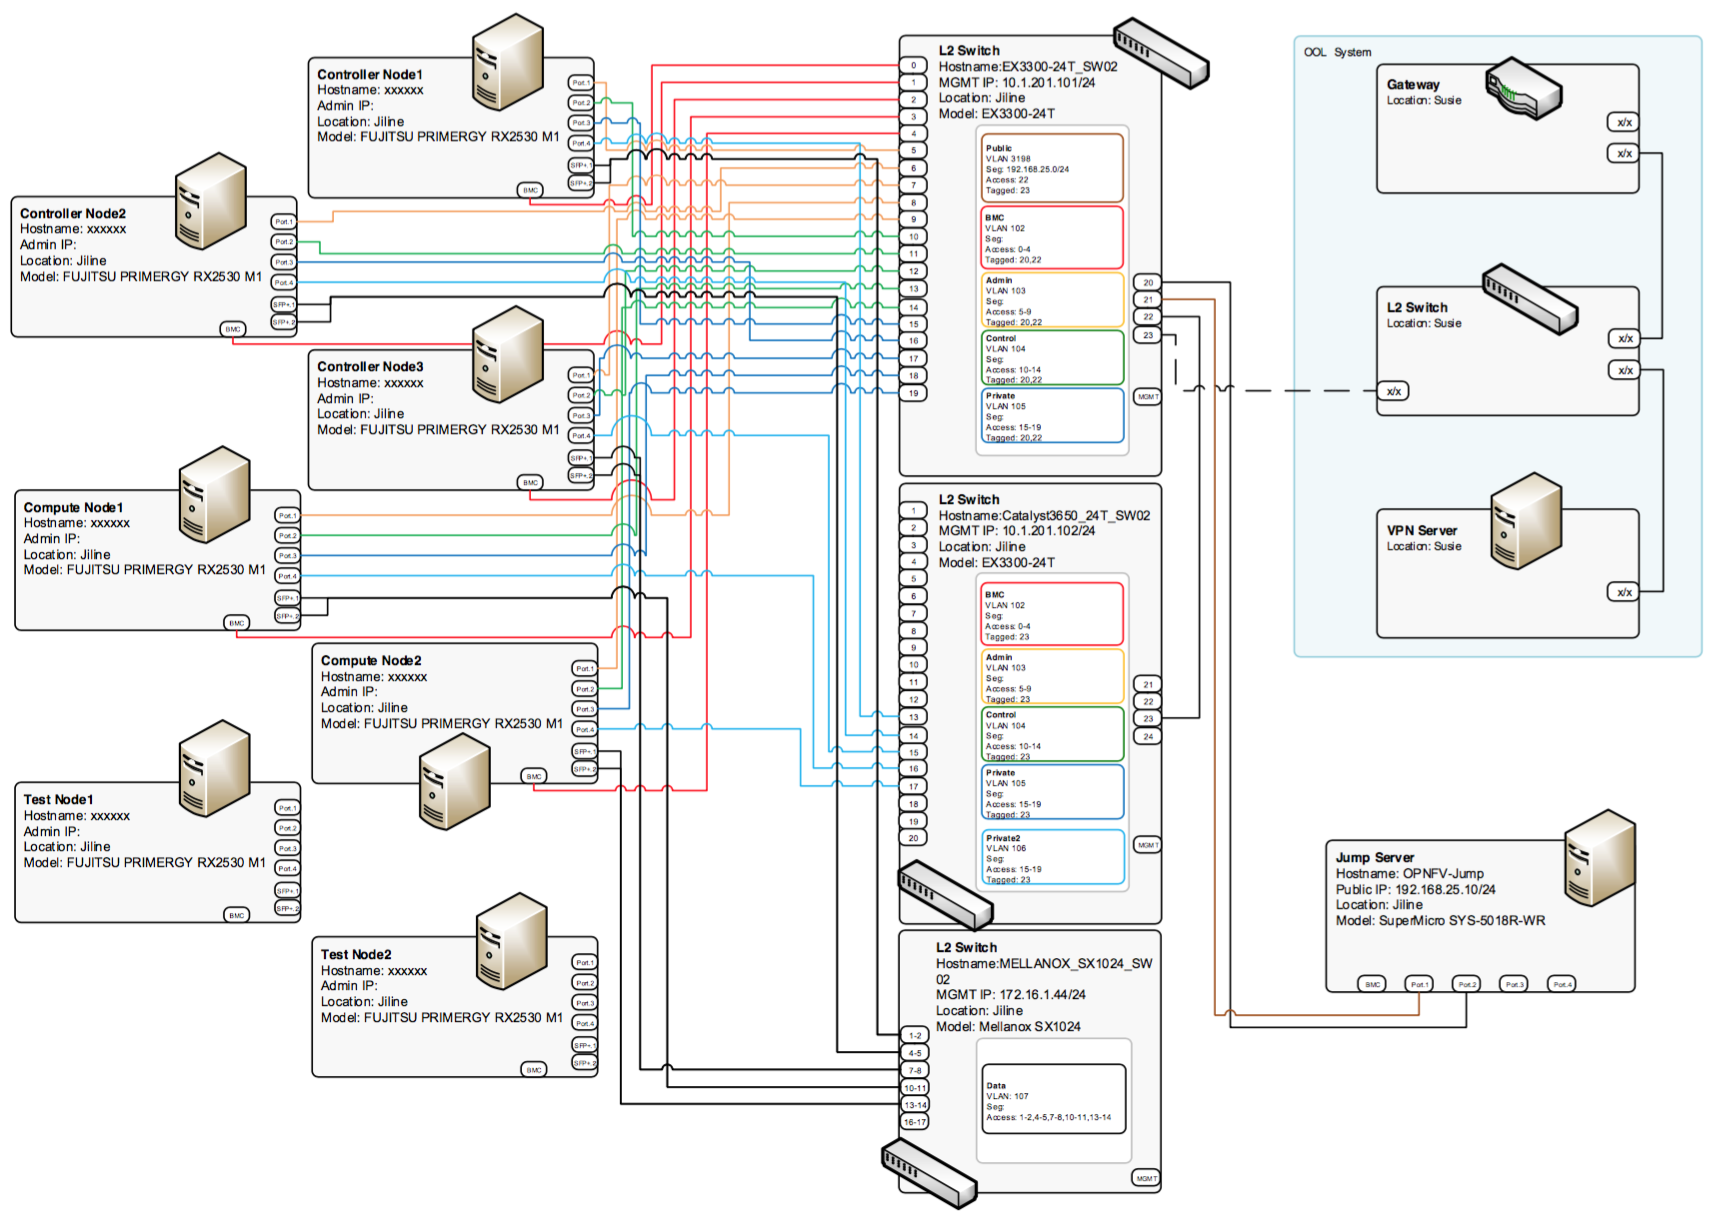 Controller Node1
Hostname: xxxxxx
Admin IP:
Location: Jiline
Model: FUJITSU PRIMERGY RX2530 M1
Port.1
Port.2
Port.3
Port.4
SFP+.1
SFP+.2
BMC
Controller Node2
Hostname: xxxxxx
Admin IP:
Location: Jiline
Model: FUJITSU PRIMERGY RX2530 M1
Port.1
Port.2
Port.3
Port.4
SFP+.1
SFP+.2
BMC
Controller Node3
Hostname: xxxxxx
Admin IP:
Location: Jiline
Model: FUJITSU PRIMERGY RX2530 M1
Port.1
Port.2
Port.3
Port.4
SFP+.1
SFP+.2
BMC
Compute Node1
Hostname: xxxxxx
Admin IP:
Location: Jiline
Model: FUJITSU PRIMERGY RX2530 M1
Port.1
Port.2
Port.3
Port.4
SFP+.1
SFP+.2
BMC
Compute Node2
Hostname: xxxxxx
Admin IP:
Location: Jiline
Model: FUJITSU PRIMERGY RX2530 M1
Port.1
Port.2
Port.3
Port.4
SFP+.1
SFP+.2
BMC
Test Node1
Hostname: xxxxxx
Admin IP:
Location: Jiline
Model: FUJITSU PRIMERGY RX2530 M1
Port.1
Port.2
Port.3
Port.4
SFP+.1
SFP+.2
BMC
Test Node2
Hostname: xxxxxx
Admin IP:
Location: Jiline
Model: FUJITSU PRIMERGY RX2530 M1
Port.1
Port.2
Port.3
Port.4
SFP+.1
SFP+.2
BMC
L2 Switch
Hostname:EX3300-24T_SW02
MGMT IP: 10.1.201.101/24
Location: Jiline
Model: EX3300-24T
0
1
2
3
4
5
6
7
8
9
10
11
12
13
14
15
16
17
18
19
Public
VLAN 3198
Seg: 192.168.25.0/24
Access: 22
Tagged: 23
BMC
VLAN 102
Seg:
Access: 0-4
Tagged: 20,22
Admin
VLAN 103
Seg:
Access: 5-9
Tagged: 20,22
Control
VLAN 104
Seg:
Access: 10-14
Tagged: 20,22
Private
VLAN 105
Seg:
Access: 15-19
Tagged: 20,22
20
21
22
23
MGMT
L2 Switch
Hostname:Catalyst3650_24T_SW02
MGMT IP: 10.1.201.102/24
Location: Jiline
Model: EX3300-24T
1
2
3
4
5
6
7
8
9
10
11
12
13
14
15
16
17
18
19
20
BMC
VLAN 102
Seg:
Access: 0-4
Tagged: 23
Admin
VLAN 103
Seg:
Access: 5-9
Tagged: 23
Control
VLAN 104
Seg:
Access: 10-14
Tagged: 23
Private
VLAN 105
Seg:
Access: 15-19
Tagged: 23
Private2
VLAN 106
Seg:
Access: 15-19
Tagged: 23
21
22
23
24
MGMT
L2 Switch
Hostname:MELLANOX_SX1024_SW
02
MGMT IP: 172.16.1.44/24
Location: Jiline
Model: Mellanox SX1024
1-2
4-5
7-8
10-11
13-14
16-17
Data
VLAN: 107
Seg:
Access: 1-2,4-5,7-8,10-11,13-14
MGMT
OOL System
Gateway
Location: Susie
x/x
x/x
L2 Switch
Location: Susie
x/x
x/x
x/x
VPN Server
Location: Susie
x/x
Jump Server
Hostname: OPNFV-Jump
Public IP: 192.168.25.10/24
Location: Jiline
Model: SuperMicro SYS-5018R-WR
BMC
Port.1
Port.2
Port.3
Port.4